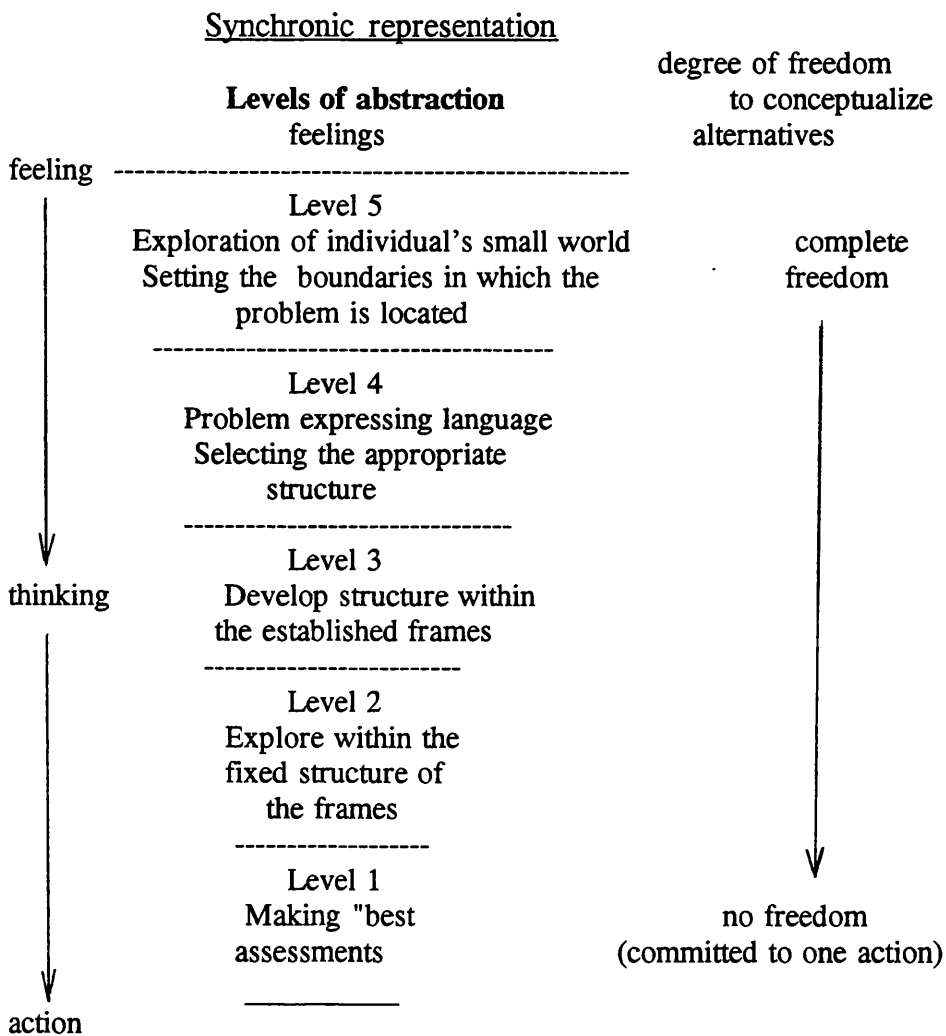 Synchronic representation
degree of freedom
to conceptualize
alternatives
Levels of abstraction
feelings
feeling
Level 5
Exploration of individual's small world
Setting the boundaries in which the
problem is located
complete
freedom
Level 4
Problem expressing language
Selecting the appropriate
structure
thinking
Level 3
Develop structure within
the established frames
Level 2
Explore within the
fixed structure of
the frames
Level 1
Making "best
assessments
no freedom
(committed to one action)
action